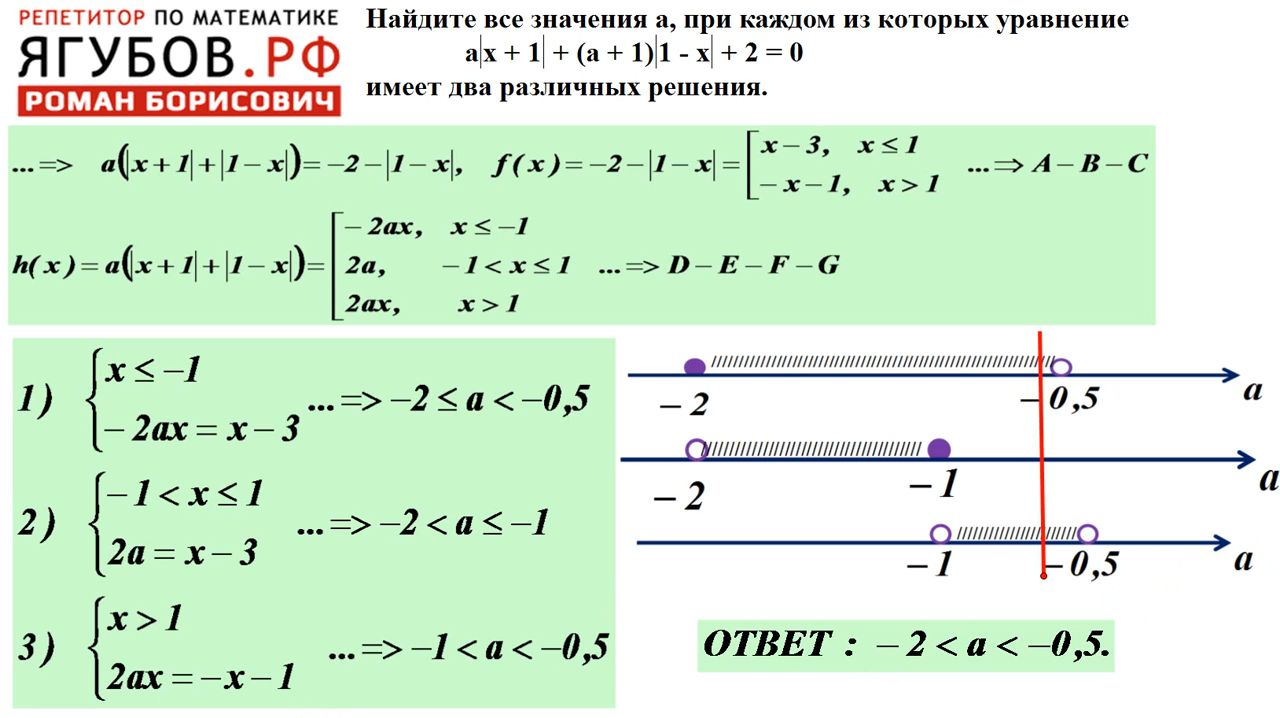 РЕПЕТИТОР ПО МАТЕМАТИКЕ
ЯГУБОВ.РФ
РОМАН БОРИСОВИЧ
Найдите все значения а, при каждом из которых уравнение
a|x + 1| + (a + 1)|1 - x| + 2 = 0
имеет два различных решения.
...=> a(|x+1|+|1−x|)=−2−|1−x|, f(x)=−2−|1−x|=[x−3, x≤1
−x−1, x>1 ...⇒ A−B−C
h(x)=a(|x+1|+|1−x|)=[−2ax, x≤−1
2a, −1<x≤1 ...=> D−E−F−G
2ax, x>1
1) {x≤−1
−2ax=x−3 ...=> −2≤a<−0,5
2) {−1<x≤1
2a=x−3 ...=> −2<a≤−1
3) {x>1
2ax=−x−1 ...=> −1<a<−0,5
−2 −0,5 a
−2 −1 a
−1 −0,5 a
ОТВЕТ : −2<a<−0,5.